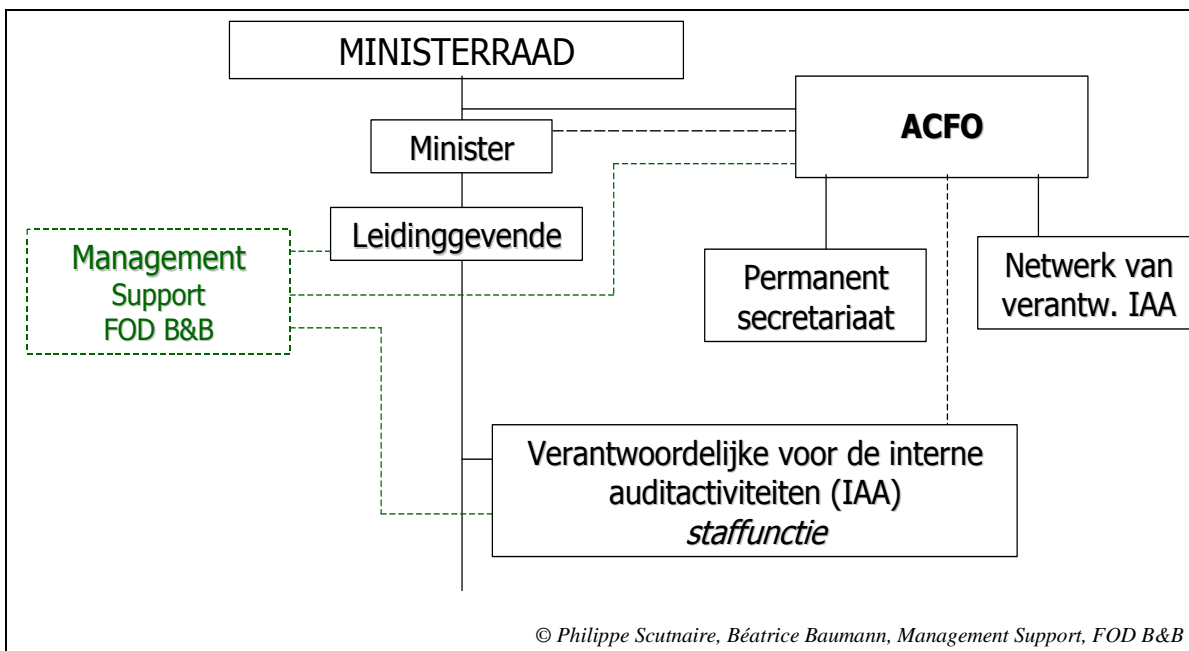 MINISTERRAAD
ACFO
Minister
Leidinggevende
Management
Support
FOD B&B
Permanent
secretariaat
Netwerk van
verantw. IAA
Verantwoordelijke voor de interne
auditactiviteiten (IAA)
staffunctie
© Philippe Scutnaire, Béatrice Baumann, Management Support, FOD B&B